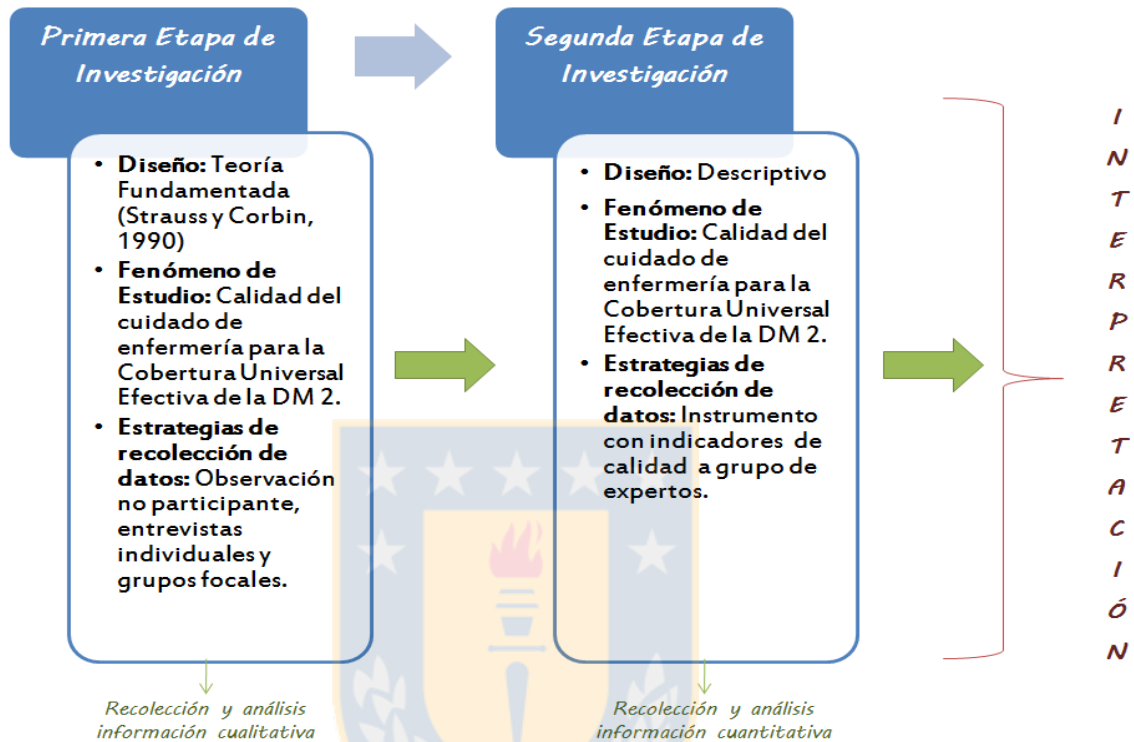 Primera Etapa de
Investigación
• Diseño: Teoría
Fundamentada
(Strauss y Corbin,
1990)
• Fenómeno de
Estudio: Calidad del
cuidado de
enfermería para la
Cobertura Universal
Efectiva de la DM 2.
• Estrategias de
recolección de
datos: Observación
no participante,
entrevistas
individuales y
grupos focales.
Recolección y análisis
información cualitativa
Segunda Etapa de
Investigación
• Diseño: Descriptivo
• Fenómeno de
Estudio: Calidad del
cuidado de
enfermería para la
Cobertura Universal
Efectiva de la DM 2.
• Estrategias de
recolección de
datos: Instrumento
con indicadores de
calidad a grupo de
expertos.
Recolección y análisis
información cuantitativa
I
N
T
E
R
P
R
E
T
A
C
I
Ó
N